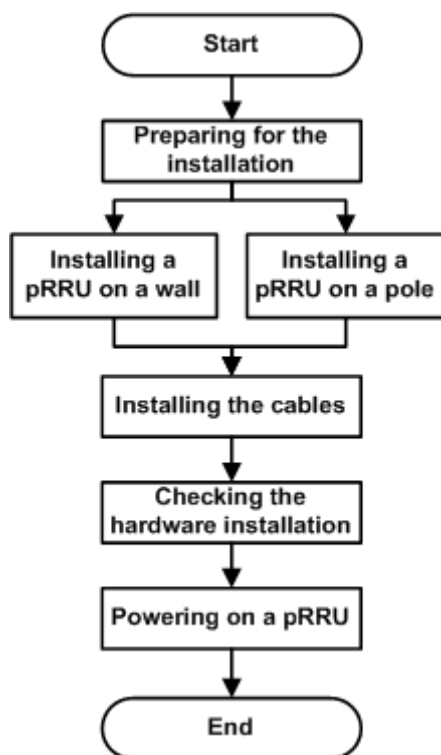 Start
Preparing for the
installation
Installing a
pRRU on a wall
Installing a
pRRU on a pole
Installing the cables
Checking the
hardware installation
Powering on a pRRU
End